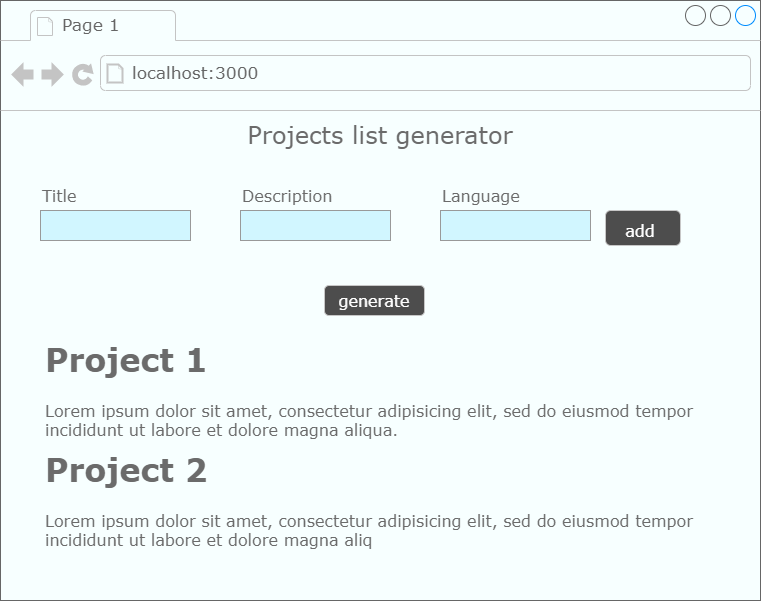 Page 1
localhost:3000
Projects list generator
Title Description Language
add
generate
Project 1
Lorem ipsum dolor sit amet, consectetur adipisicing elit, sed do eiusmod tempor
incididunt ut labore et dolore magna aliqua.
Project 2
Lorem ipsum dolor sit amet, consectetur adipisicing elit, sed do eiusmod tempor
incididunt ut labore et dolore magna aliq